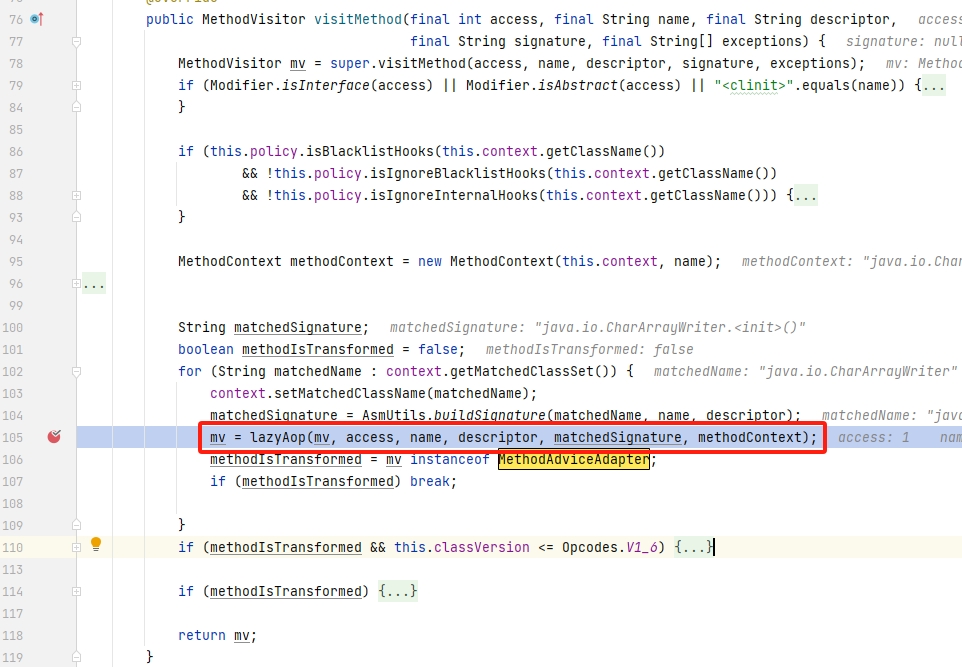 76 public MethodVisitor visitMethod(final int access, final String name, final String descriptor, access
77 final String signature, final String[] exceptions) { signature: null
78 MethodVisitor mv = super.visitMethod(access, name, descriptor, signature, exceptions); mv: Method
79 if (Modifier.isInterface(access) || Modifier.isAbstract(access) || "<clinit>".equals(name)) {...
84 }
85
86 if (this.policy.isBlacklistHooks(this.context.getClassName())
87 && !this.policy.isIgnoreBlacklistHooks(this.context.getClassName())
88 && !this.policy.isIgnoreInternalHooks(this.context.getClassName())) {...
93 }
94
95 MethodContext methodContext = new MethodContext(this.context, name); methodContext: "java.io.Char
96 ...
99
100 String matchedSignature; matchedSignature: "java.io.CharArrayWriter.<init>()"
101 boolean methodIsTransformed = false; methodIsTransformed: false
102 for (String matchedName : context.getMatchedClassSet()) { matchedName: "java.io.CharArrayWriter"
103 context.setMatchedClassName(matchedName);
104 matchedSignature = AsmUtils.buildSignature(matchedName, name, descriptor); matchedName: "java
105 mv = lazyAop(mv, access, name, descriptor, matchedSignature, methodContext); access: 1 nam
106 methodIsTransformed = mv instanceof MethodAdviceAdapter;
107 if (methodIsTransformed) break;
108
109 }
110 if (methodIsTransformed && this.classVersion <= Opcodes.V1_6) {...}
113
114 if (methodIsTransformed) {...}
117
118 return mv;
119 }